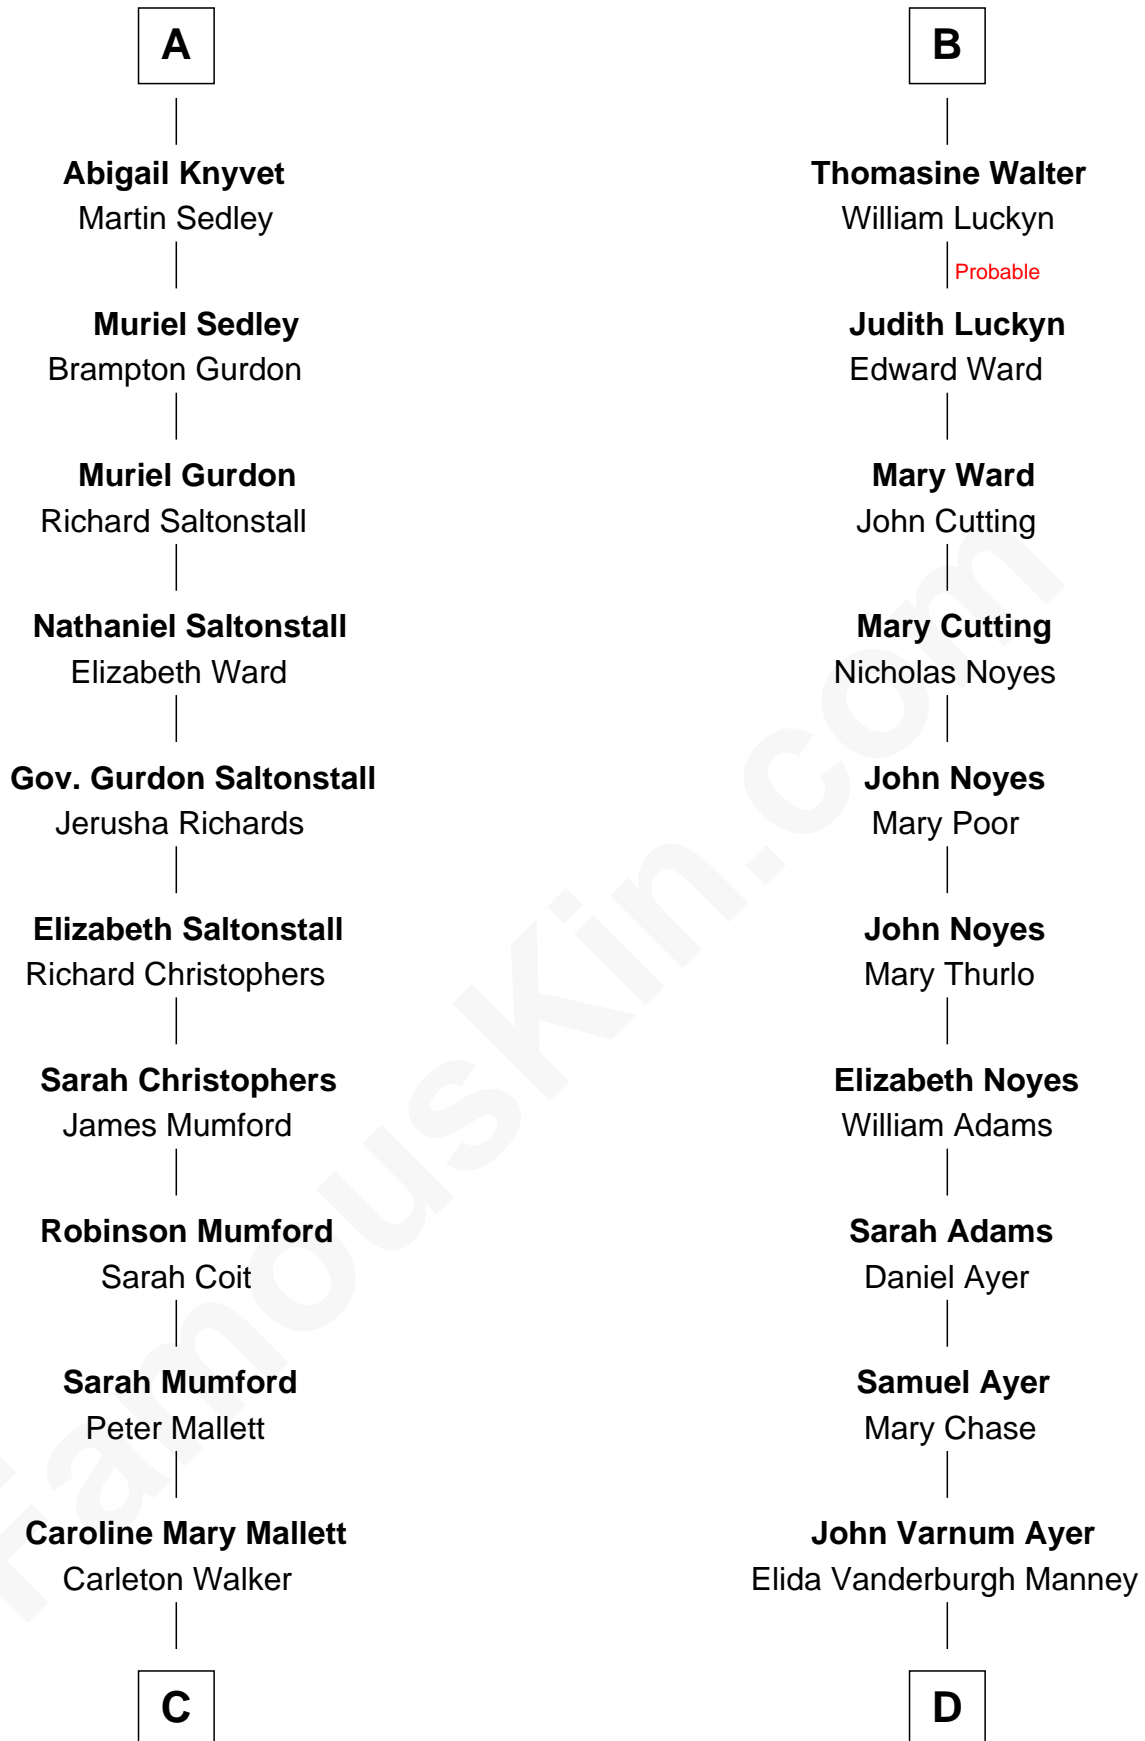 A
Abigail Knyvet
Martin Sedley
Muriel Sedley
Brampton Gurdon
Muriel Gurdon
Richard Saltonstall
Nathaniel Saltonstall
Elizabeth Ward
Gov. Gurdon Saltonstall
Jerusha Richards
Elizabeth Saltonstall
Richard Christophers
Sarah Christophers
James Mumford
Robinson Mumford
Sarah Coit
Sarah Mumford
Peter Mallett
Caroline Mary Mallett
Carleton Walker
C
B
Thomasine Walter
William Luckyn
Probable
Judith Luckyn
Edward Ward
Mary Ward
John Cutting
Mary Cutting
Nicholas Noyes
John Noyes
Mary Poor
John Noyes
Mary Thurlo
Elizabeth Noyes
William Adams
Sarah Adams
Daniel Ayer
Samuel Ayer
Mary Chase
John Varnum Ayer
Elida Vanderburgh Manney
D
FamousKin.com